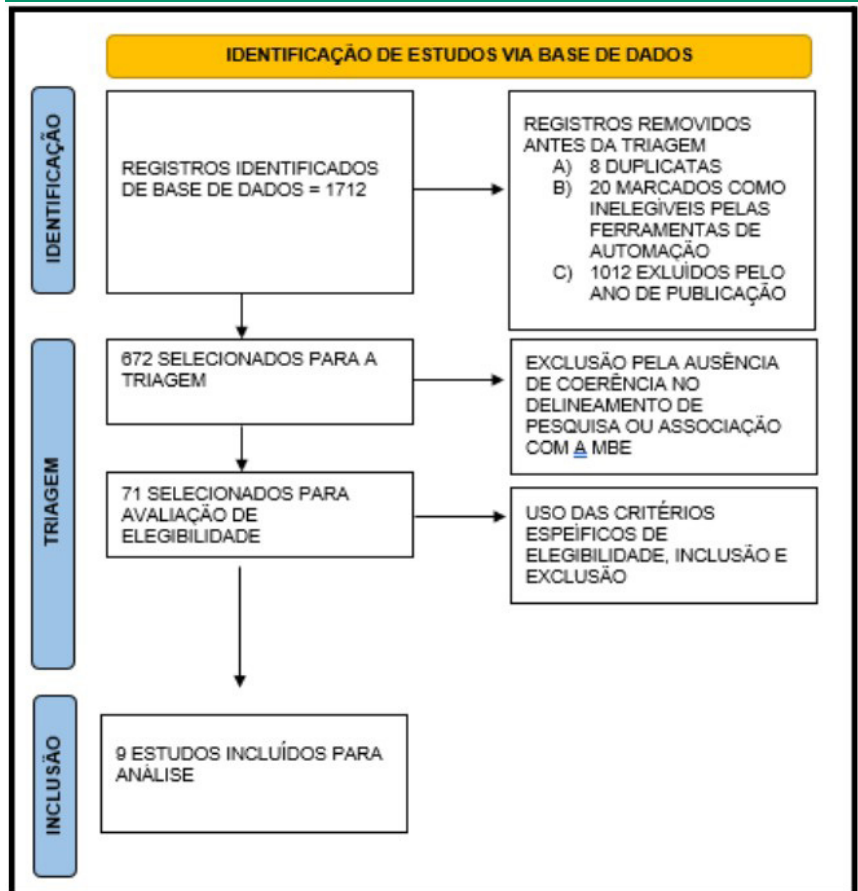 IDENTIFICAÇÃO DE ESTUDOS VIA BASE DE DADOS
IDENTIFICAÇÃO
REGISTROS IDENTIFICADOS
DE BASE DE DADOS = 1712
REGISTROS REMOVIDOS
ANTES DA TRIAGEM
A) 8 DUPLICATAS
B) 20 MARCADOS COMO
INELEGÍVEIS PELAS
FERRAMENTAS DE
AUTOMAÇÃO
C) 1012 EXLUÍDOS PELO
ANO DE PUBLICAÇÃO
TRIAGEM
672 SELECIONADOS PARA A
TRIAGEM
EXCLUSÃO PELA AUSÊNCIA
DE COERÊNCIA NO
DELINEAMENTO DE
PESQUISA OU ASSOCIAÇÃO
COM A MBE
71 SELECIONADOS PARA
AVALIAÇÃO DE
ELEGIBILIDADE
USO DAS CRITÉRIOS
ESPEÍFICOS DE
ELEGIBILIDADE, INCLUSÃO E
EXCLUSÃO
INCLUSÃO
9 ESTUDOS INCLUÍDOS PARA
ANÁLISE